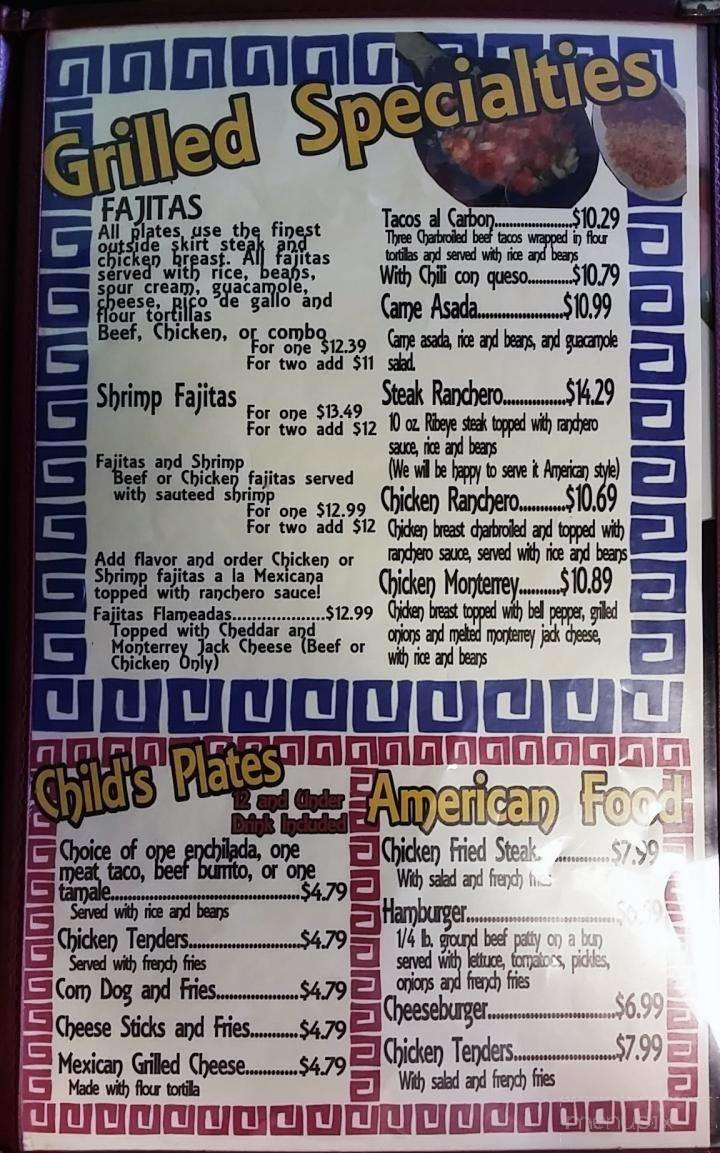 Grilled Specialties
FAJITAS
All plates use the finest
outside skirt steak and
chicken breast. All fajitas
served with rice, beans,
sour cream, guacamole,
cheese, pico de gallo and
flour tortillas
Beef, Chicken, or combo
For one $12.39
For two add $11
Shrimp Fajitas
For one $13.49
For two add $12
Fajitas and Shrimp
Beef or Chicken fajitas served
with sauteed shrimp
For one $12.99
For two add $12
Add flavor and order Chicken or
Shrimp fajitas a la Mexicana
topped with ranchero sauce!
Fajitas Flameadas.....................$12.99
Topped with Cheddar and
Monterrey Jack Cheese (Beef or
Chicken Only)
Tacos al Carbon...................$10.29
Three Charbroiled beef tacos wrapped in flour
tortillas and served with rice and beans
With Chili con queso...........$10.79
Carne Asada......................$10.99
Carne asada, rice and beans, and guacamole
salad.
Steak Ranchero...............$14.29
10 oz. Ribeye steak topped with ranchero
sauce, rice and beans
(We will be happy to serve it American style)
Chicken Ranchero...........$10.69
Chicken breast charbroiled and topped with
ranchero sauce, served with rice and beans
Chicken Monterrey..........$10.89
Chicken breast topped with bell pepper, grilled
onions and melted monterrey jack cheese,
with rice and beans
Child's Plates
12 and Under
Drink Included
Choice of one enchilada, one
meat taco, beef burrito, or one
tamale...........................................$4.79
Served with rice and beans
Chicken Tenders.........................$4.79
Served with french fries
Corn Dog and Fries..................$4.79
Cheese Sticks and Fries..........$4.79
Mexican Grilled Cheese...........$4.79
Made with flour tortilla
American Food
Chicken Fried Steak..............$7.99
With salad and french fries
Hamburger.................................
1/4 lb. ground beef patty on a bun
served with lettuce, tomatoes, pickles,
onions and french fries
Cheeseburger............................$6.99
Chicken Tenders......................$7.99
With salad and french fries